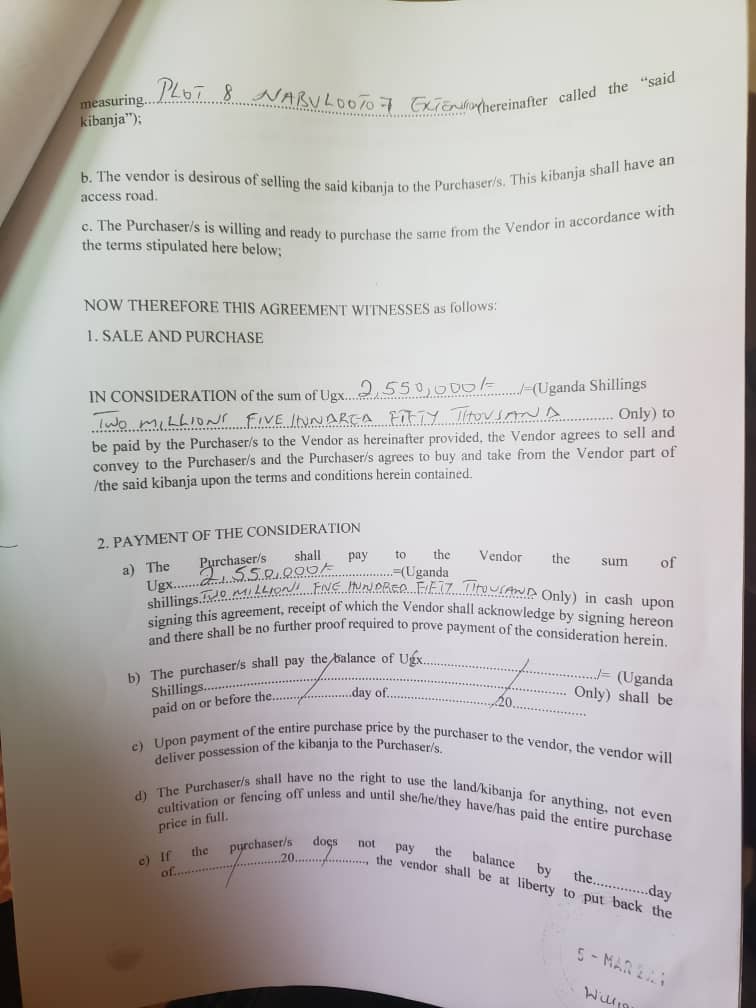 measuring....PLOT 8 NABULOOTO 7 Extension (hereinafter called the “said
kibanja”);
b. The vendor is desirous of selling the said kibanja to the Purchaser/s. This kibanja shall have an
access road.
c. The Purchaser/s is willing and ready to purchase the same from the Vendor in accordance with
the terms stipulated here below;
NOW THEREFORE THIS AGREEMENT WITNESSES as follows:
1. SALE AND PURCHASE
IN CONSIDERATION of the sum of Ugx....2,550,000/=......./=(Uganda Shillings
TWO MILLIONS FIVE HUNDRED FIFTY THOUSAND............ Only) to
be paid by the Purchaser/s to the Vendor as hereinafter provided, the Vendor agrees to sell and
convey to the Purchaser/s and the Purchaser/s agrees to buy and take from the Vendor part of
/the said kibanja upon the terms and conditions herein contained.
2. PAYMENT OF THE CONSIDERATION
a) The Purchaser/s shall pay to the Vendor the sum of
Ugx.......2,550,000/=...............=(Uganda
shillings.TWO MILLIONS FIVE HUNDRED FIFTY THOUSAND Only) in cash upon
signing this agreement, receipt of which the Vendor shall acknowledge by signing hereon
and there shall be no further proof required to prove payment of the consideration herein.
b) The purchaser/s shall pay the balance of Ugx............................................/= (Uganda
Shillings.................................................................................... Only) shall be
paid on or before the....................day of..........................20..................
c) Upon payment of the entire purchase price by the purchaser to the vendor, the vendor will
deliver possession of the kibanja to the Purchaser/s.
d) The Purchaser/s shall have no the right to use the land/kibanja for anything, not even
cultivation or fencing off unless and until she/he/they have/has paid the entire purchase
price in full.
e) If the purchaser/s does not pay the balance by the..............day
of...........................20.................., the vendor shall be at liberty to put back the
5 - MAR